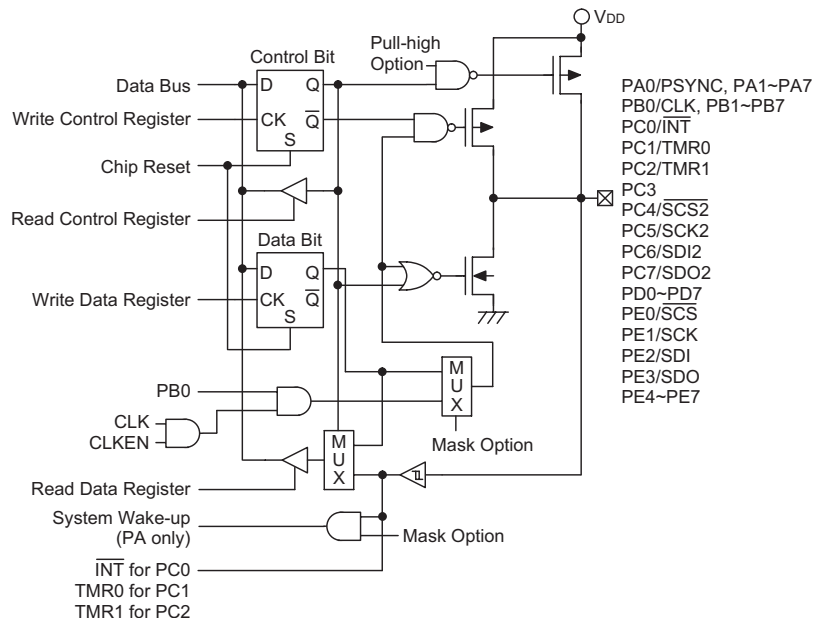 VDD
Control Bit
Pull-high
Option
Data Bus
D
Q
Write Control Register
CK
Q̅
S
Chip Reset
Read Control Register
Data Bit
D
Q
Write Data Register
CK
Q̅
S
PB0
CLK
CLKEN
M
U
X
Mask Option
M
U
X
Read Data Register
System Wake-up
(PA only)
Mask Option
I̅N̅T̅ for PC0
TMR0 for PC1
TMR1 for PC2
PA0/PSYNC, PA1~PA7
PB0/CLK, PB1~PB7
PC0/I̅N̅T̅
PC1/TMR0
PC2/TMR1
PC3
PC4/S̅C̅S̅2̅
PC5/SCK2
PC6/SDI2
PC7/SDO2
PD0~PD7
PE0/S̅C̅S̅
PE1/SCK
PE2/SDI
PE3/SDO
PE4~PE7